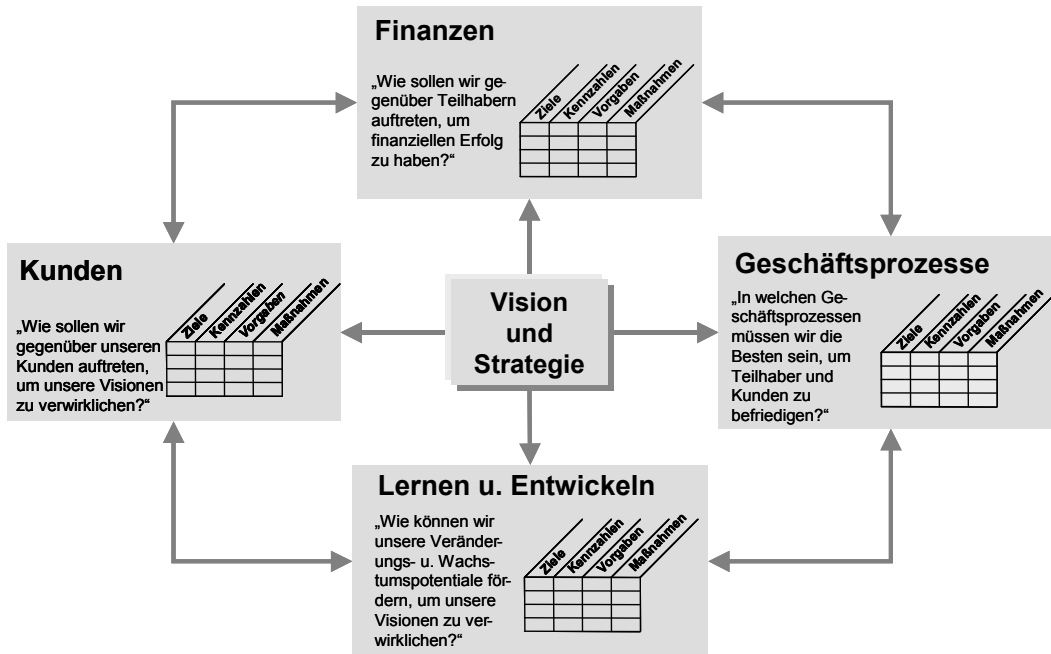 Finanzen
„Wie sollen wir ge-
genüber Teilhabern
auftreten, um
finanziellen Erfolg
zu haben?“
Ziele
Kennzahlen
Vorgaben
Maßnahmen
Kunden
„Wie sollen wir
gegenüber unseren
Kunden auftreten,
um unsere Visionen
zu verwirklichen?“
Ziele
Kennzahlen
Vorgaben
Maßnahmen
Vision
und
Strategie
Geschäftsprozesse
„In welchen Ge-
schäftsprozessen
müssen wir die
Besten sein, um
Teilhaber und
Kunden zu
befriedigen?“
Ziele
Kennzahlen
Vorgaben
Maßnahmen
Lernen u. Entwickeln
„Wie können wir
unsere Veränder-
ungs- u. Wachs-
tumspotentiale för-
dern, um unsere
Visionen zu ver-
wirklichen?“
Ziele
Kennzahlen
Vorgaben
Maßnahmen